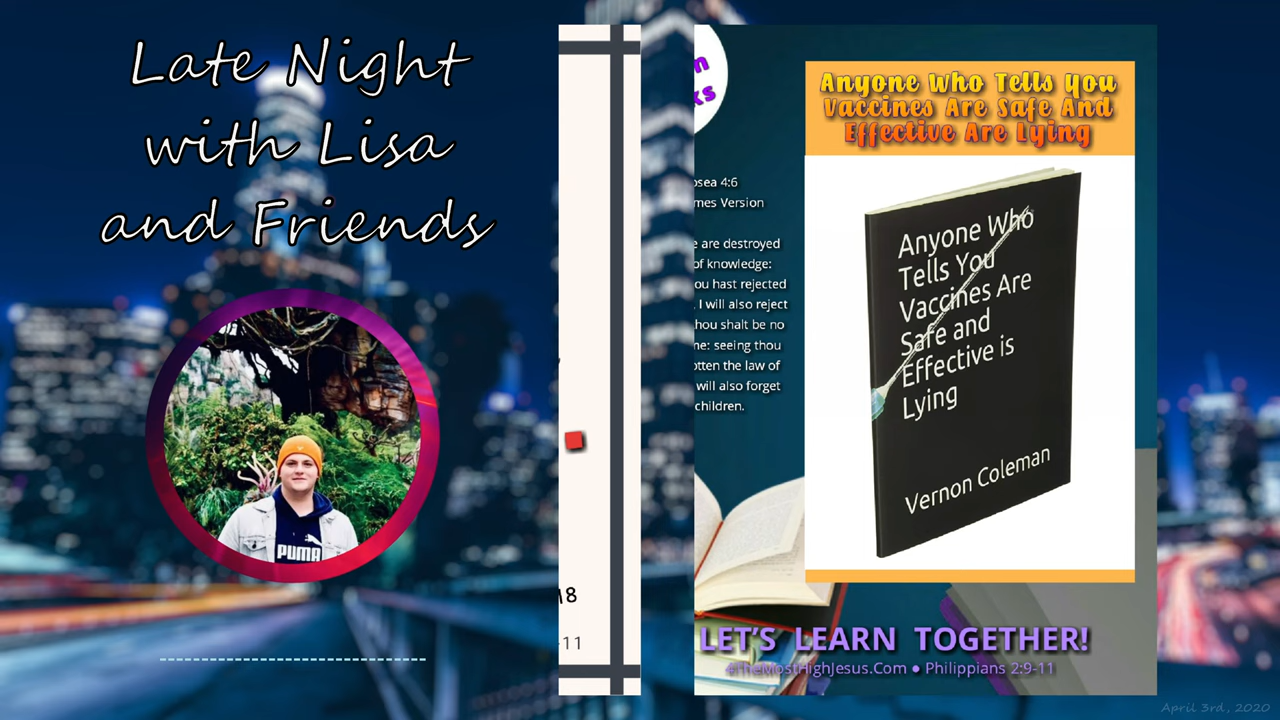 Late Night
with Lisa
and Friends
PUMA
18
-11
n
ks
osea 4:6
mes Version
e are destroyed
of knowledge:
ou hast rejected
, I will also reject
thou shalt be no
ne: seeing thou
otten the law of
will also forget
children.
Anyone Who Tells You
Vaccines Are Safe And
Effective Are Lying
Anyone Who
Tells You
Vaccines Are
Safe and
Effective is
Lying
Vernon Coleman
LET'S LEARN TOGETHER!
#TheMostHighJesus.Com ● Philippians 2:9-11
April 3rd, 2020